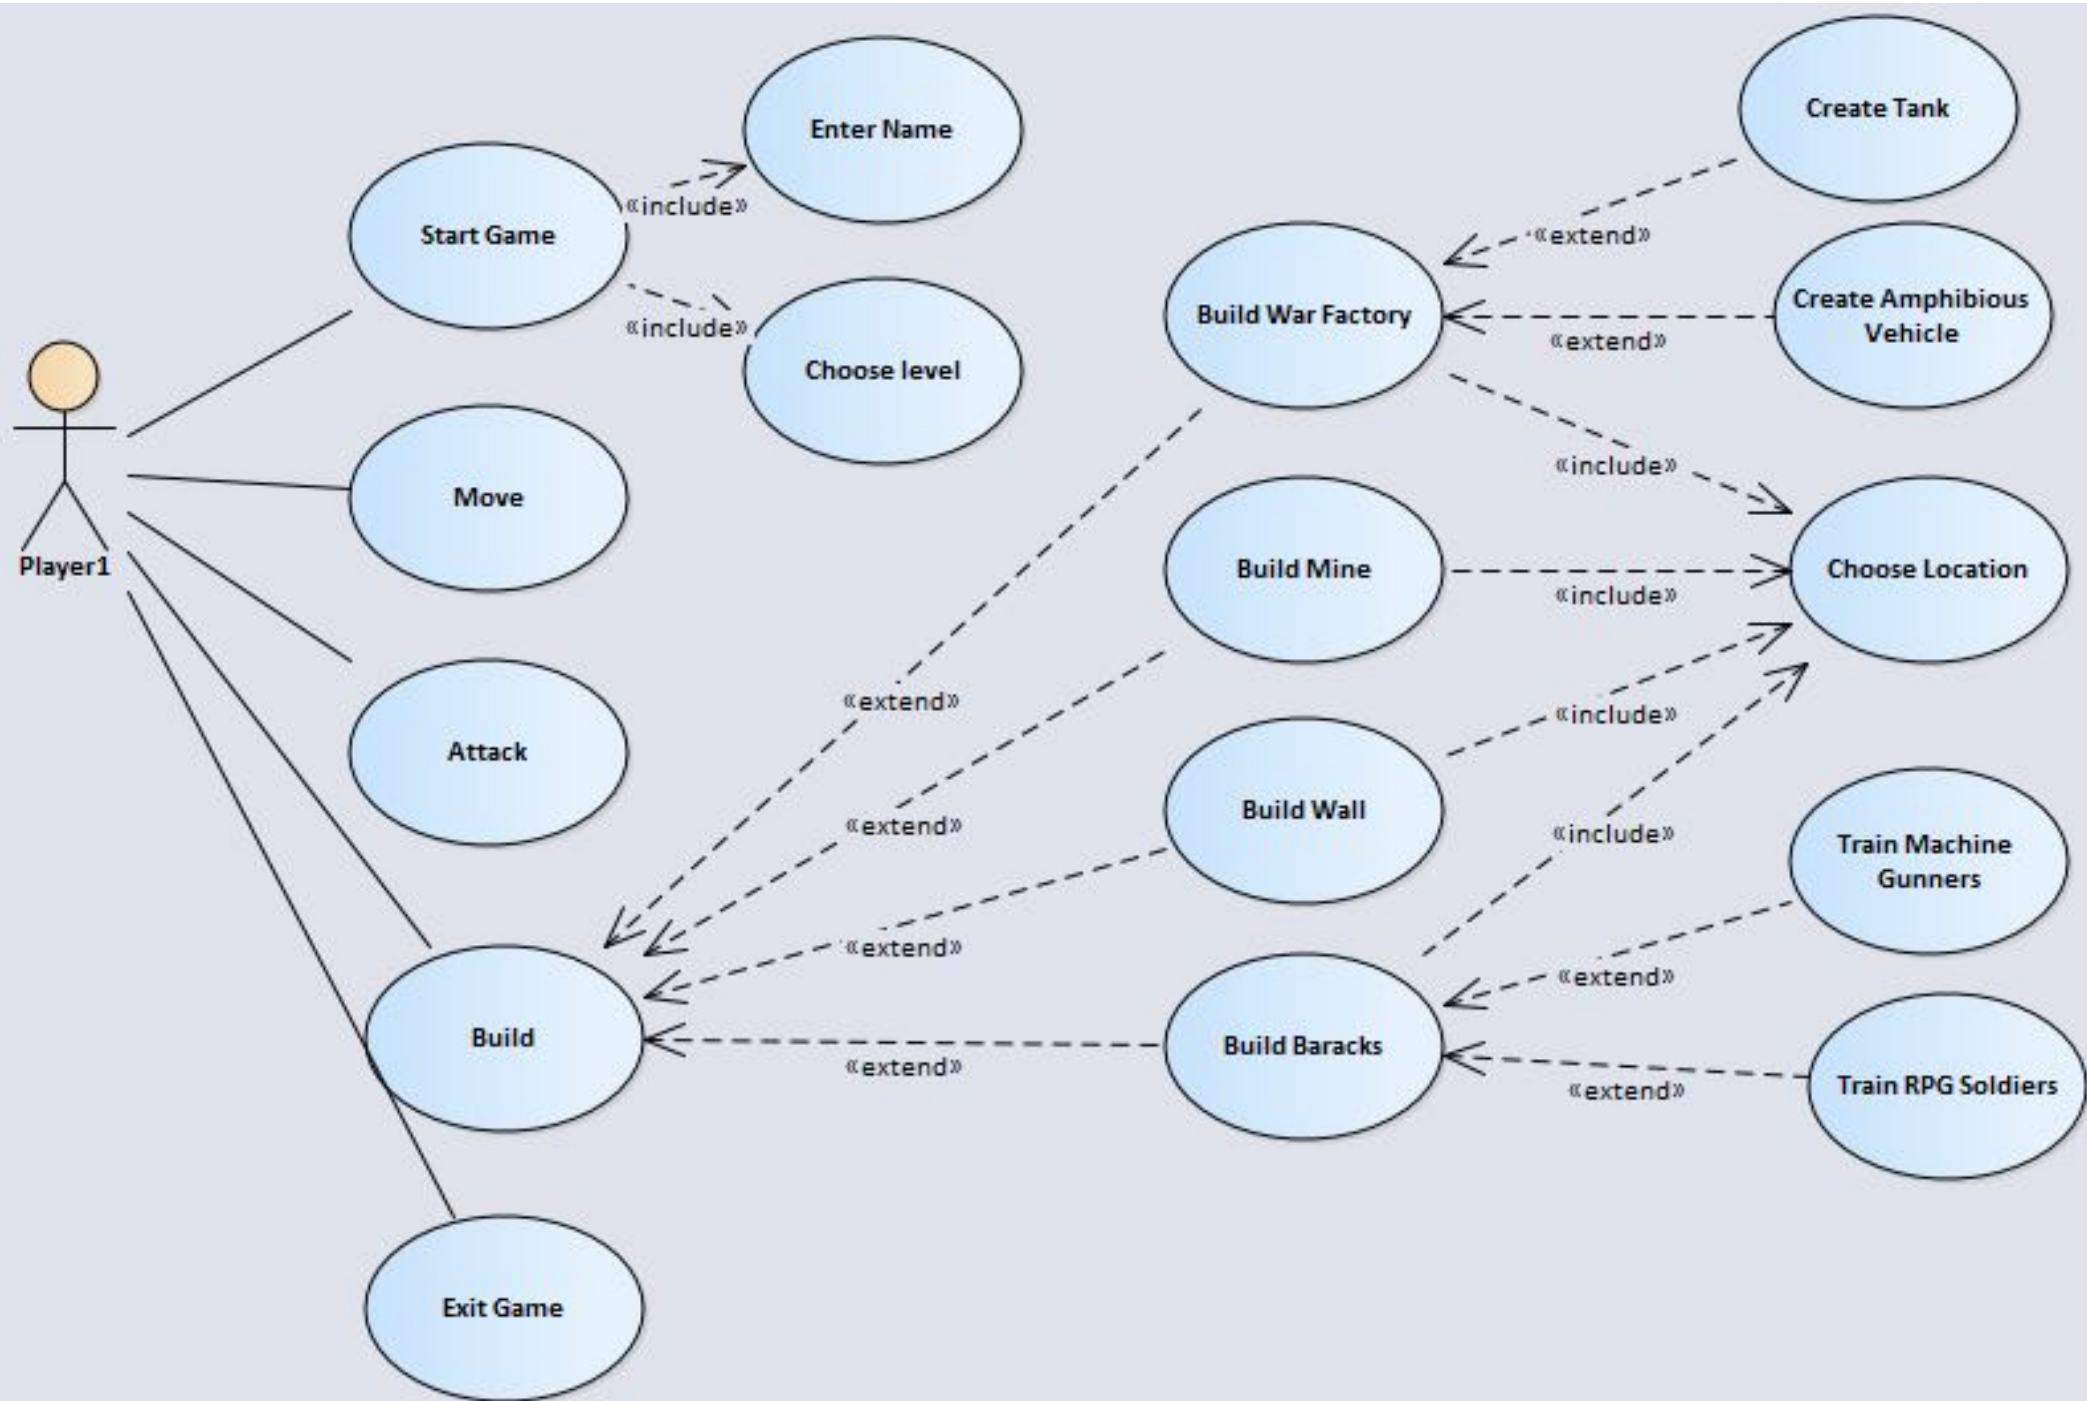 Enter Name
Create Tank
«include»
Start Game
«extend»
Build War Factory
Create Amphibious
Vehicle
«include»
«extend»
Choose level
«include»
Move
Player1
Build Mine
Choose Location
«include»
«extend»
«include»
Attack
«extend»
Build Wall
«include»
Train Machine
Gunners
«extend»
«extend»
Build
Build Baracks
«extend»
Train RPG Soldiers
«extend»
Exit Game